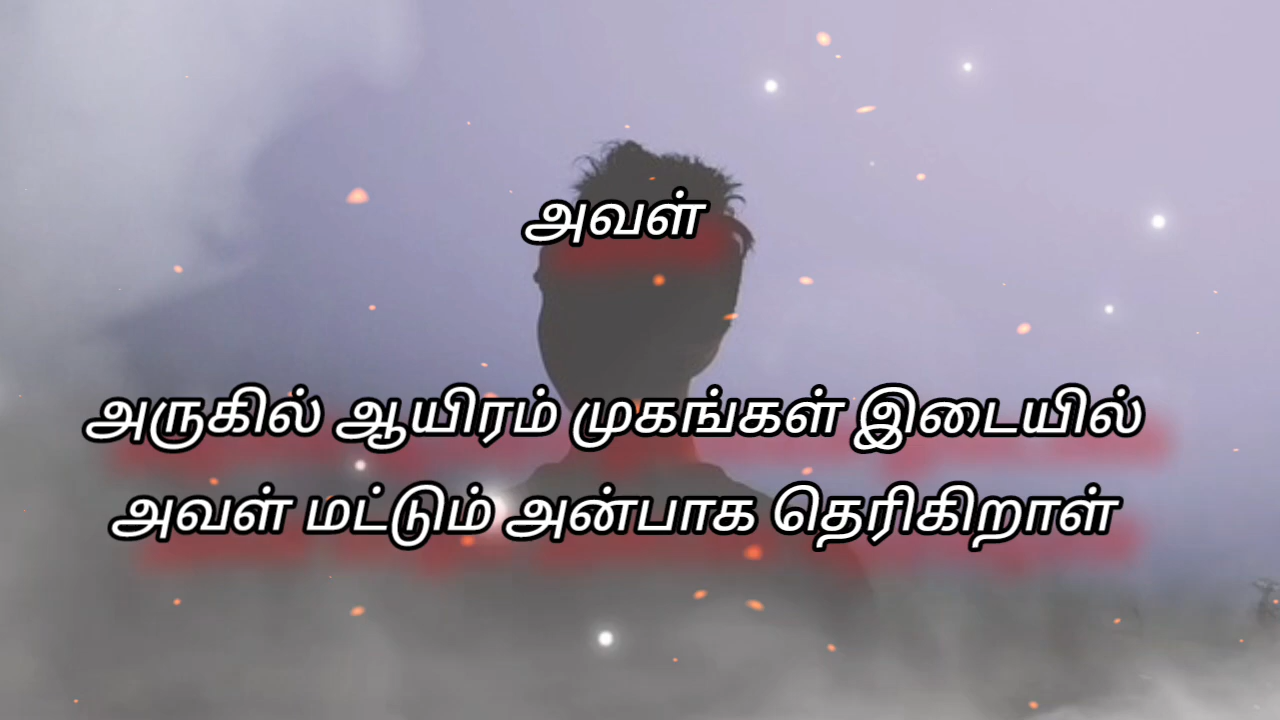 அவள்
அருகில் ஆயிரம் முகங்கள் இடையில்
அவள் மட்டும் அன்பாக தெரிகிறாள்